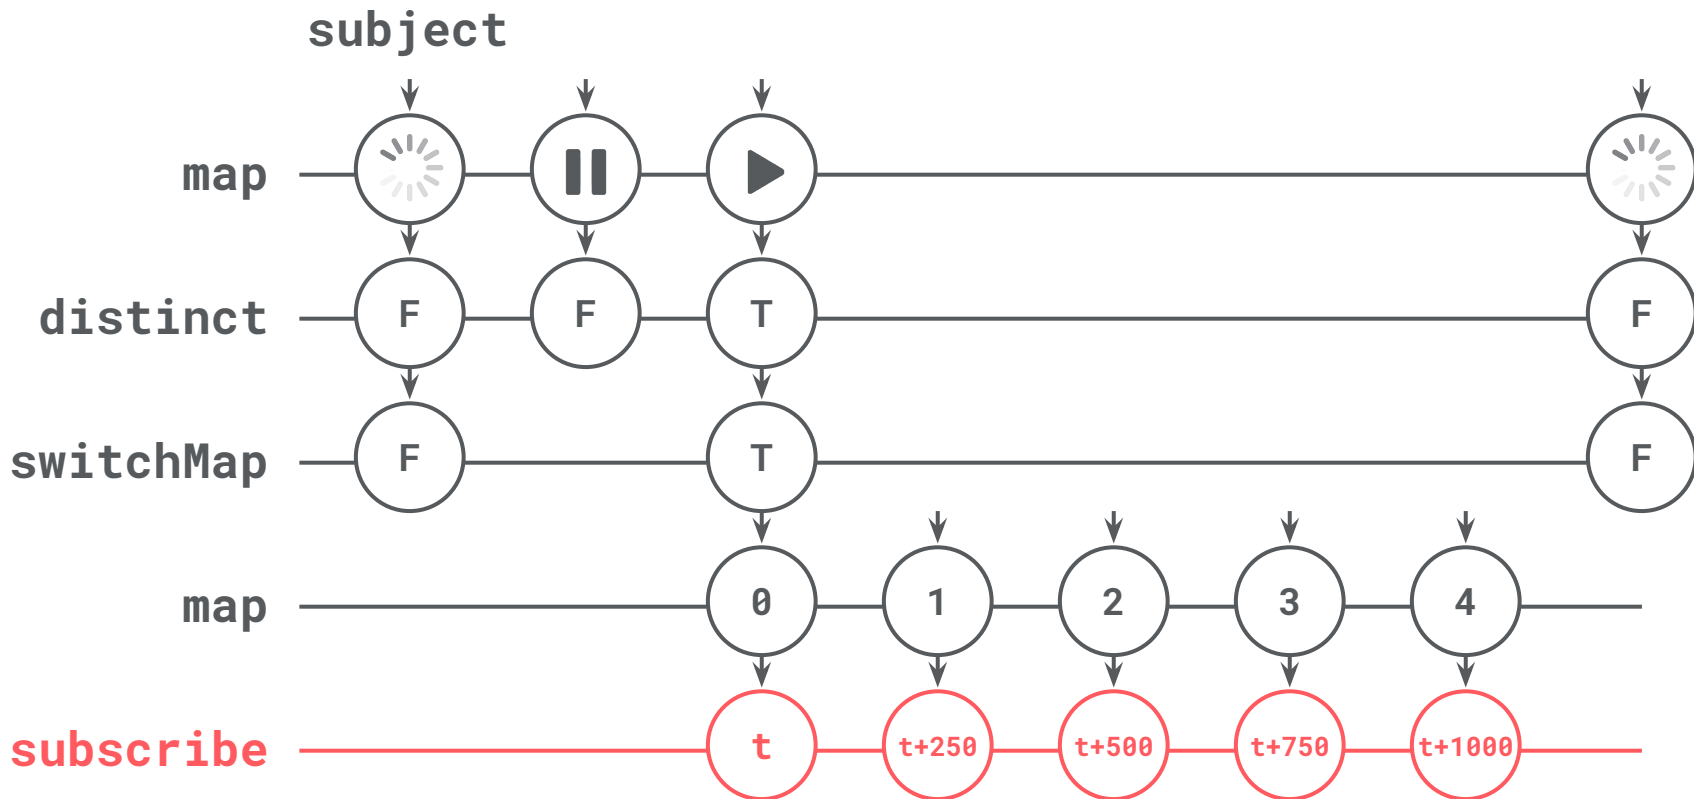 subject
map
distinct F F T F
switchMap F T F
map 0 1 2 3 4
subscribe t t+250 t+500 t+750 t+1000